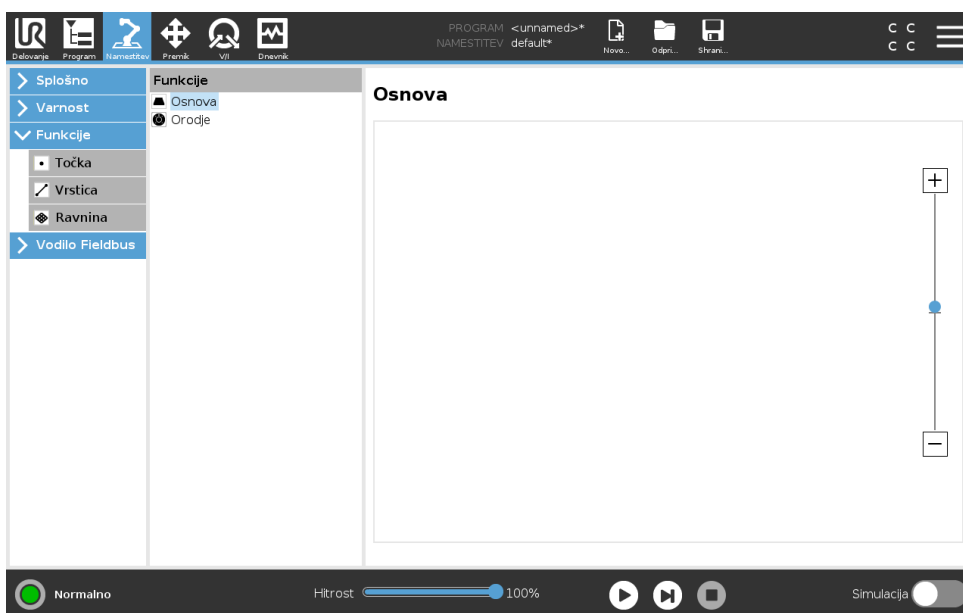 PROGRAM <unnamed>*
NAMESTITEV default*
Delovanje
Program
Namestitev
Premik
V/I
Dnevnik
Novo...
Odpri...
Shrani...
C C
C C
Splošno
Varnost
Funkcije
Točka
Vrstica
Ravnina
Vodilo Fieldbus
Funkcije
Osnova
Orodje
Osnova
Normalno
Hitrost
100%
Simulacija